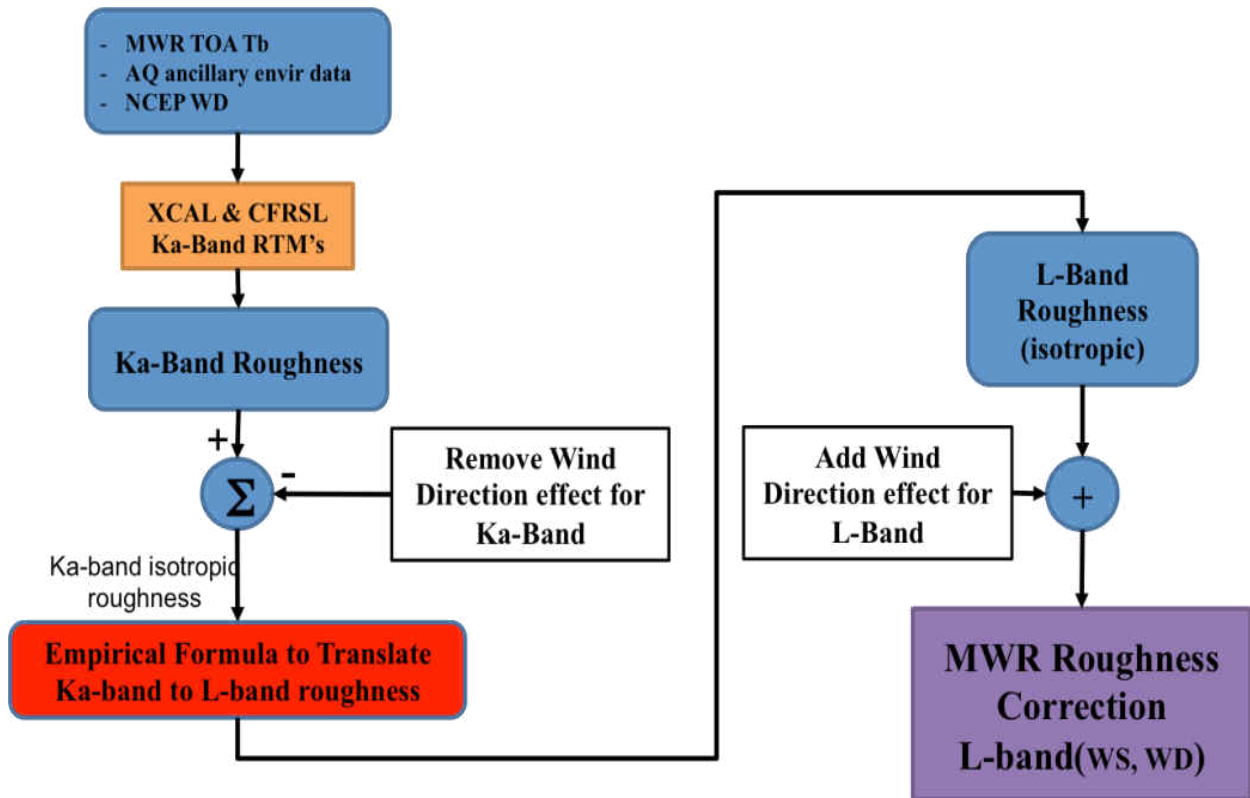 - MWR TOA Tb
- AQ ancillary envir data
- NCEP WD
XCAL & CFRSL
Ka-Band RTM's
Ka-Band Roughness
+
Σ
-
Remove Wind
Direction effect for
Ka-Band
Ka-band isotropic
roughness
Empirical Formula to Translate
Ka-band to L-band roughness
L-Band
Roughness
(isotropic)
Add Wind
Direction effect for
L-Band
+
MWR Roughness
Correction
L-band(WS, WD)